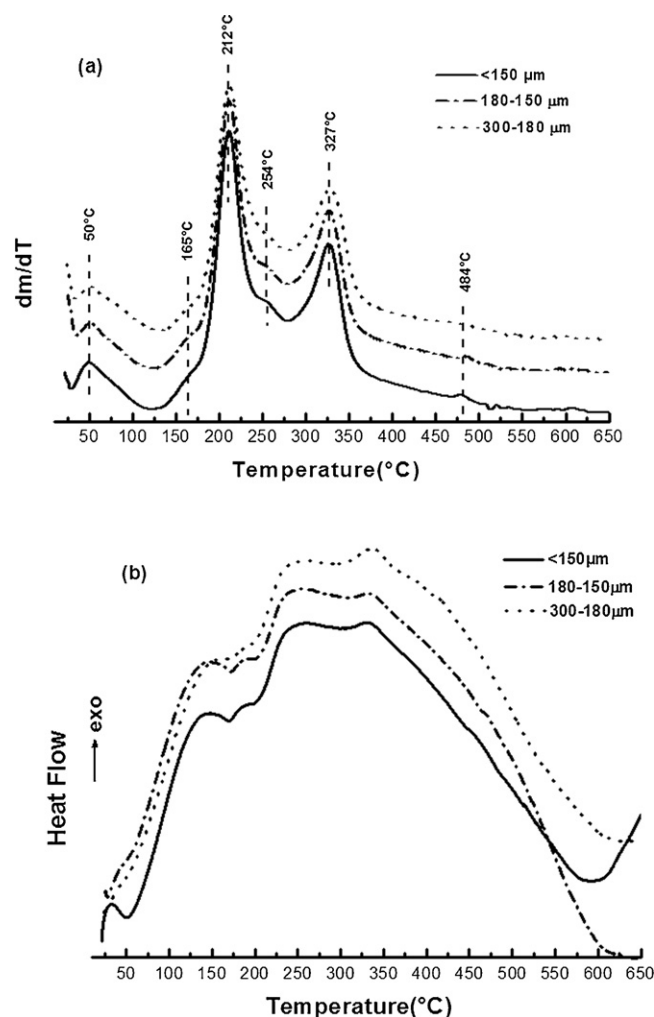 (a)
50°C
165°C
212°C
254°C
327°C
484°C
<150 µm
180-150 µm
300-180 µm
dm/dT
50 100 150 200 250 300 350 400 450 500 550 600 650
Temperature(°C)
(b)
<150µm
180-150µm
300-180µm
Heat Flow
exo
50 100 150 200 250 300 350 400 450 500 550 600 650
Temperature(°C)